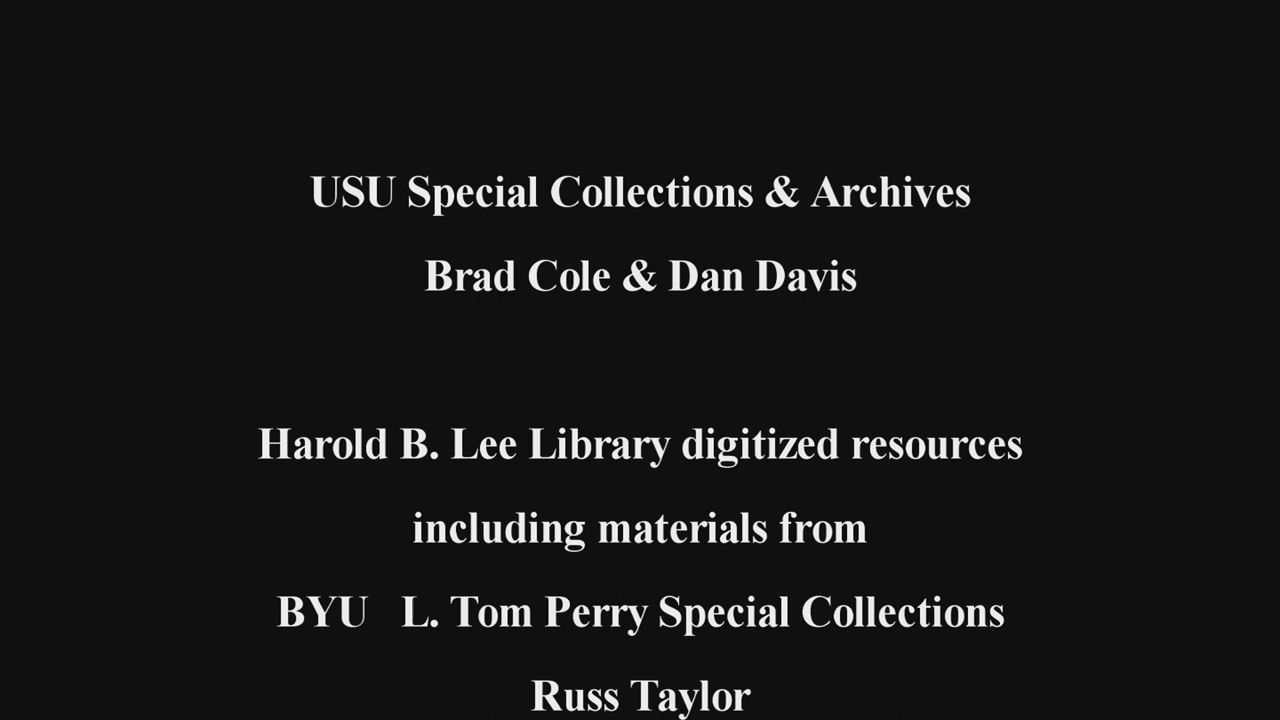 USU Special Collections & Archives
Brad Cole & Dan Davis
Harold B. Lee Library digitized resources
including materials from
BYU L. Tom Perry Special Collections
Russ Taylor